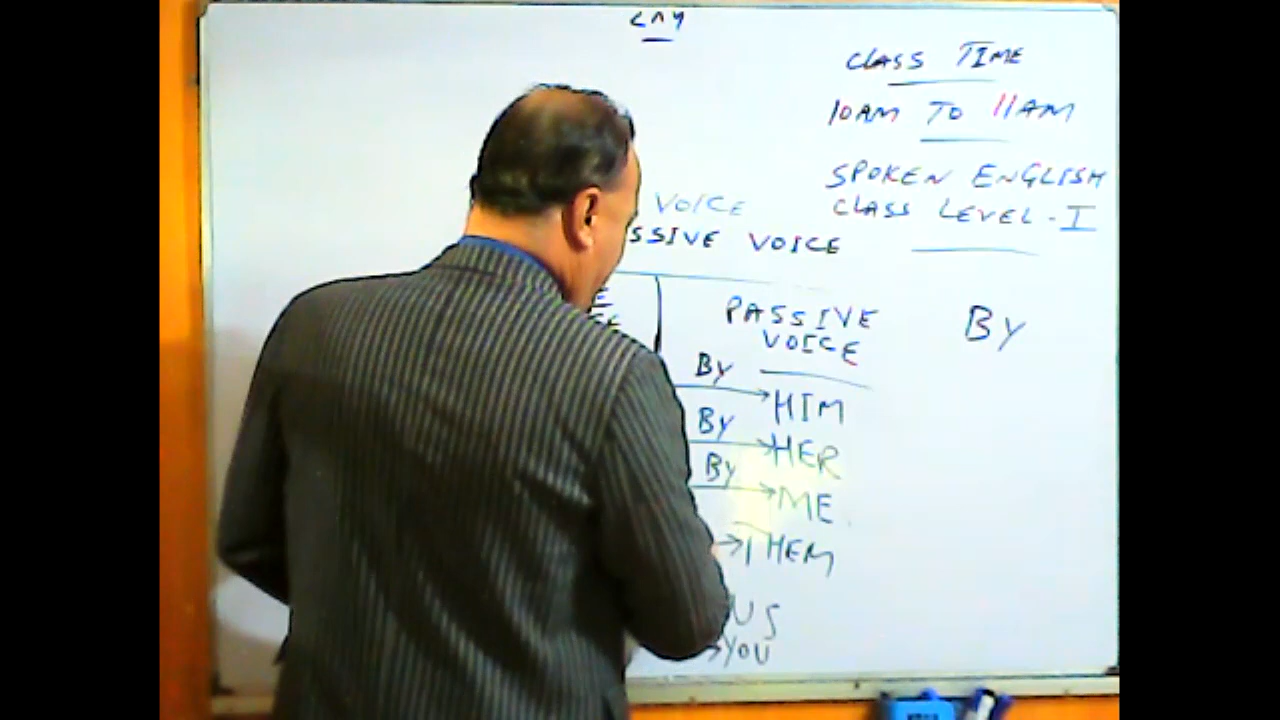 CLASS TIME
10AM TO 11AM
SPOKEN ENGLISH
CLASS LEVEL-I
VOICE
SSIVE VOICE
PASSIVE
VOICE
By
By
HIM
By
HER
By
ME
THEM
US
YOU